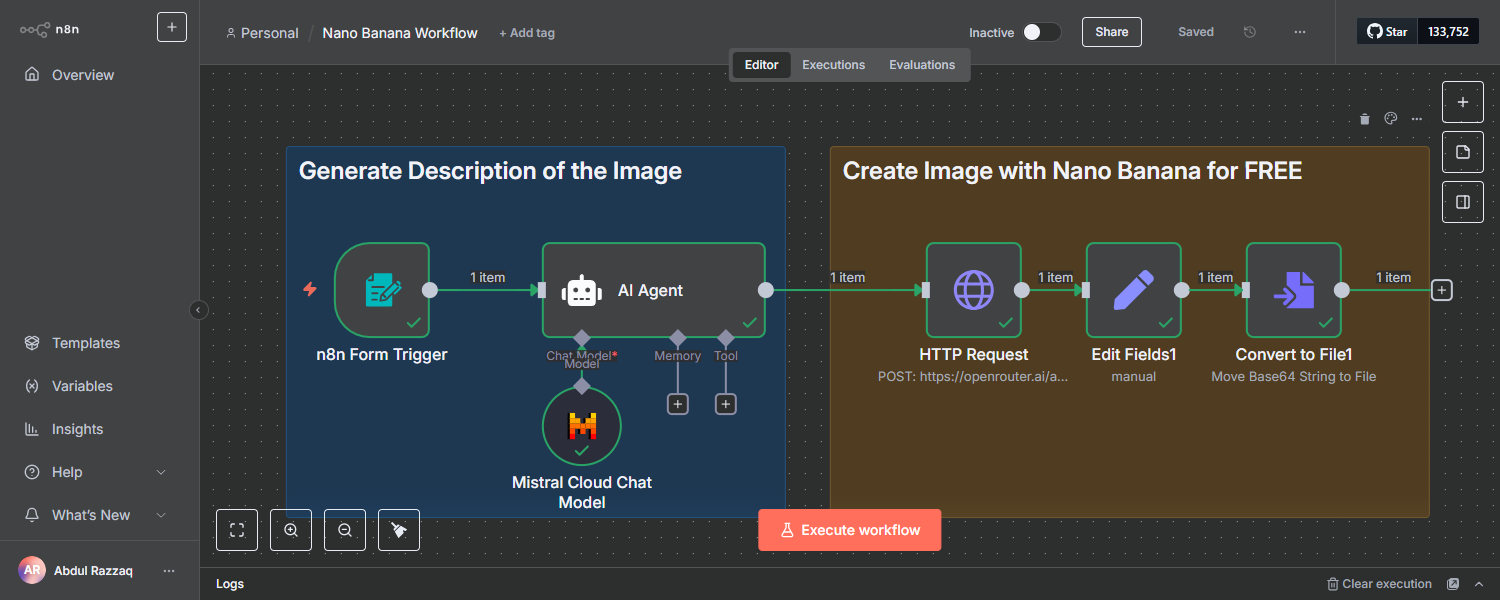 n8n
+
Personal / Nano Banana Workflow + Add tag
Inactive
Share
Saved
...
Star 133,752
Editor Executions Evaluations
Overview
Templates
Variables
Insights
Help
What's New
AR Abdul Razzaq ...
Generate Description of the Image
n8n Form Trigger
1 item
AI Agent
Chat Model*
Model
Memory
Tool
Mistral Cloud Chat
Model
1 item
Create Image with Nano Banana for FREE
HTTP Request
POST: https://openrouter.ai/a...
1 item
Edit Fields1
manual
1 item
Convert to File1
Move Base64 String to File
1 item
Execute workflow
Logs
Clear execution